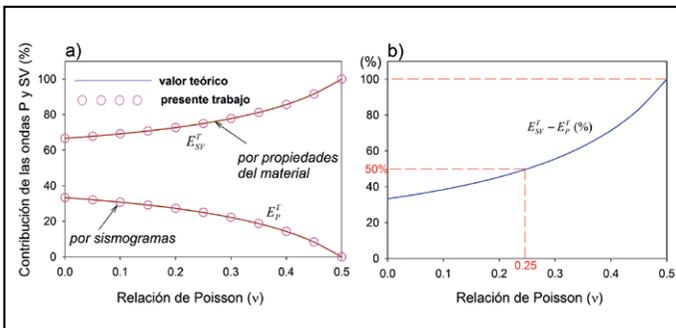 a)
Contribución de las ondas P y SV (%)
100
80
60
40
20
0
valor teórico
presente trabajo
E^T_SV
por propiedades
del material
E^T_P
por sismogramas
0.0
0.1
0.2
0.3
0.4
0.5
Relación de Poisson (ν)
b)
(%)
100
80
60
50%
40
20
0
E^T_SV – E^T_P (%)
0.25
0.0
0.1
0.2
0.3
0.4
0.5
Relación de Poisson (ν)